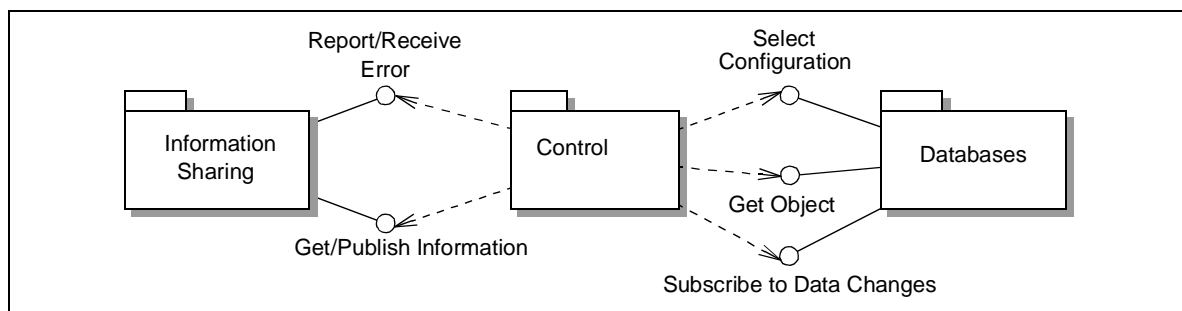 Report/Receive
Error
Select
Configuration
Information
Sharing
Control
Databases
Get Object
Get/Publish Information
Subscribe to Data Changes